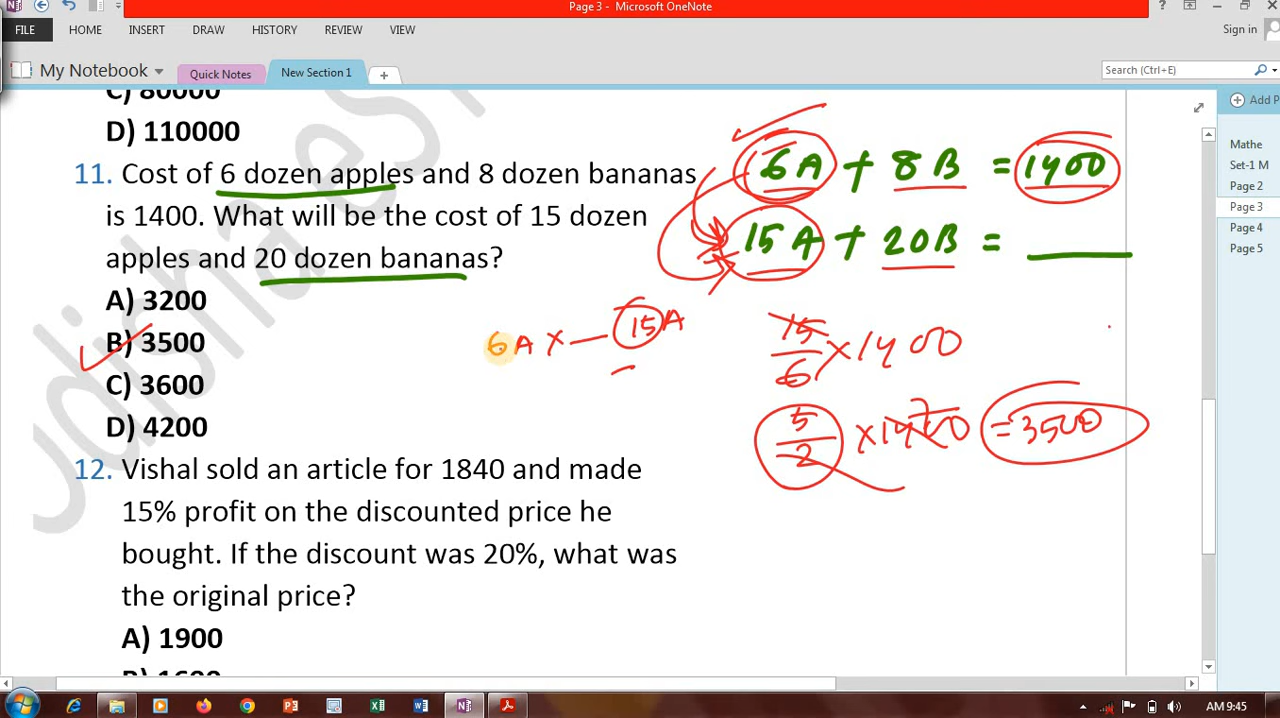 Page 3 - Microsoft OneNote
FILE HOME INSERT DRAW HISTORY REVIEW VIEW Sign in
My Notebook Quick Notes New Section 1 Search (Ctrl+E)
Add P
Mathe
Set-1 M
Page 2
Page 3
Page 4
Page 5
C) 80000
D) 110000
11. Cost of 6 dozen apples and 8 dozen bananas
is 1400. What will be the cost of 15 dozen
apples and 20 dozen bananas?
A) 3200
B) 3500
C) 3600
D) 4200
12. Vishal sold an article for 1840 and made
15% profit on the discounted price he
bought. If the discount was 20%, what was
the original price?
A) 1900
6A + 8B = 1400
15A + 20B =
6A × — 15A
15/6 × 1400
5/2 × 1400 = 3500
AM 9:45